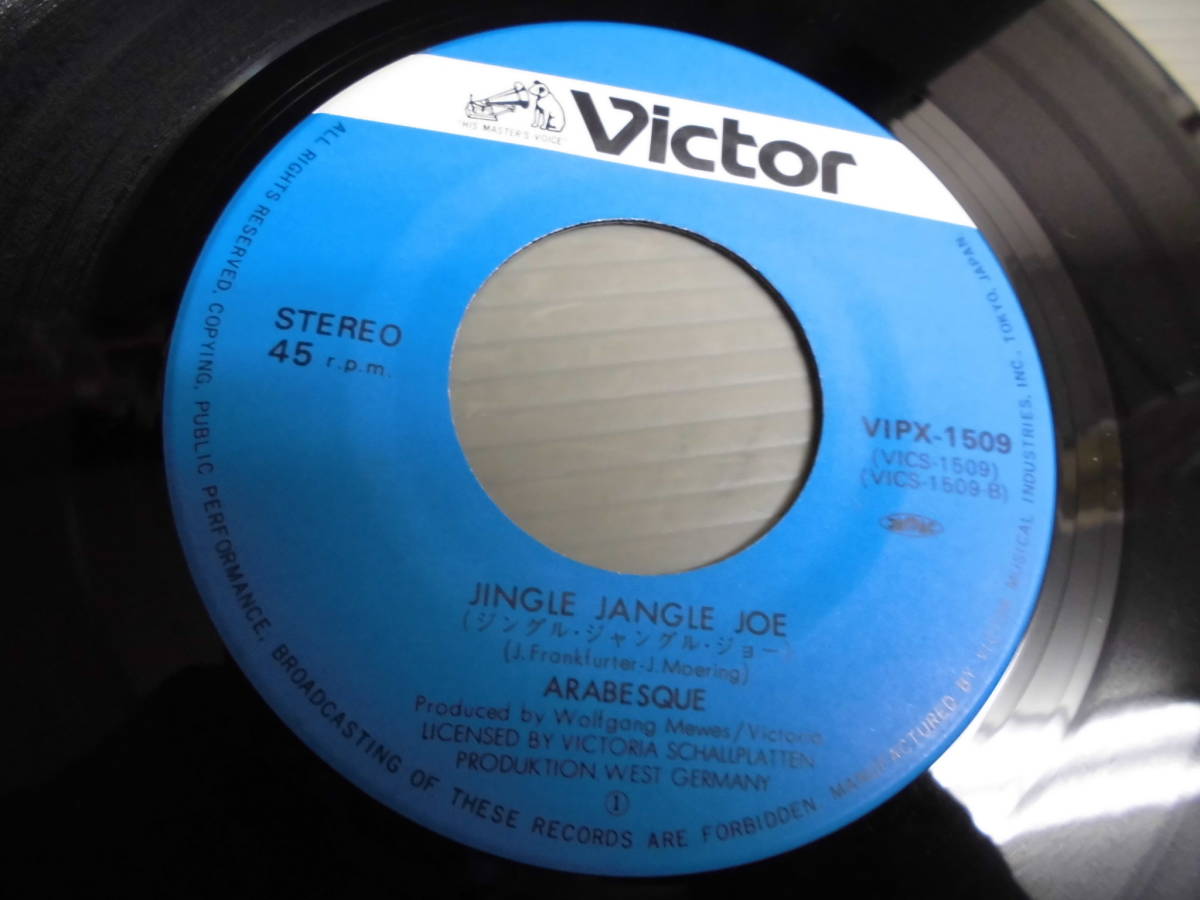 "HIS MASTER'S VOICE"
Victor
STEREO
45 r.p.m.
VIPX-1509
(VICS-1509)
(VICS-1509-B)
JINGLE JANGLE JOE
(ジングル・ジャングル・ジョー)
(J. Frankfurter-J. Moering)
ARABESQUE
Produced by Wolfgang Mewes/Victoria
LICENSED BY VICTORIA SCHALLPLATTEN
PRODUKTION WEST GERMANY
①
ALL RIGHTS RESERVED. COPYING, PUBLIC PERFORMANCE, BROADCASTING OF THESE RECORDS ARE FORBIDDEN MANUFACTURED BY VICTOR MUSICAL INDUSTRIES, INC., TOKYO, JAPAN